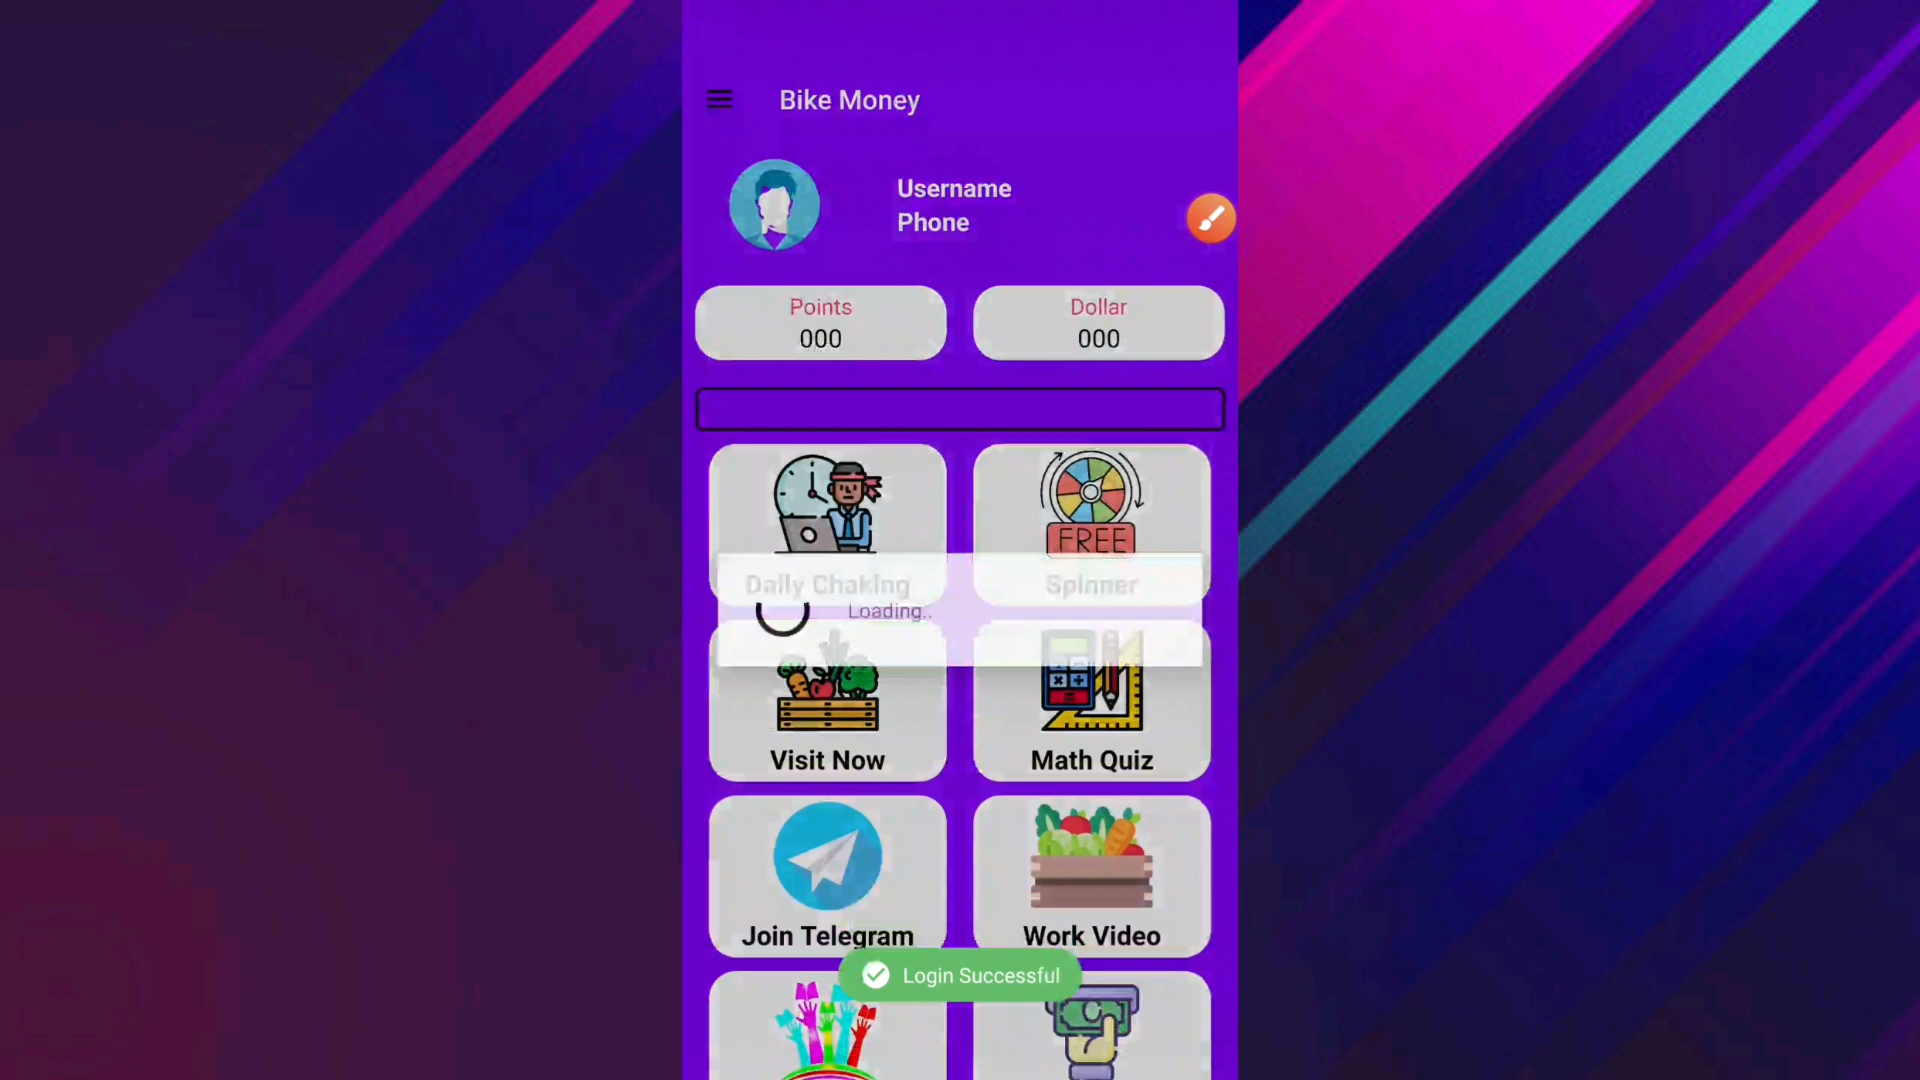 Bike Money
Username
Phone
Points
000
Dollar
000
FREE
Daily Chaking
Spinner
Loading..
Visit Now
Math Quiz
Join Telegram
Work Video
Login Successful